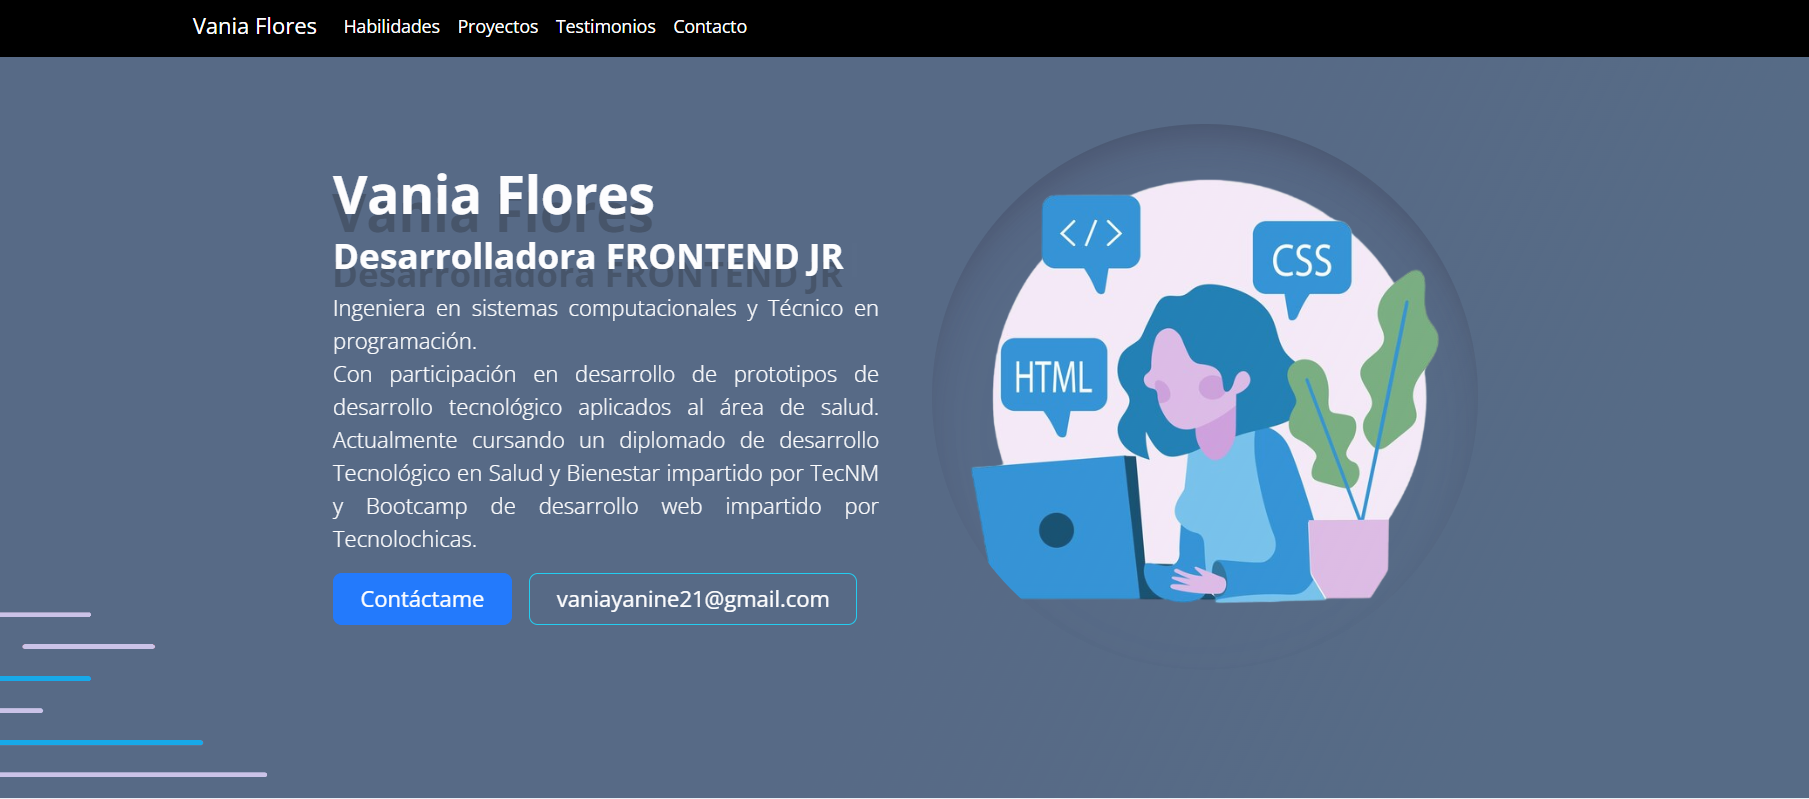 Vania Flores Habilidades Proyectos Testimonios Contacto
Vania Flores
Desarrolladora FRONTEND JR
Ingeniera en sistemas computacionales y Técnico en
programación.
Con participación en desarrollo de prototipos de
desarrollo tecnológico aplicados al área de salud.
Actualmente cursando un diplomado de desarrollo
Tecnológico en Salud y Bienestar impartido por TecNM
y Bootcamp de desarrollo web impartido por
Tecnolochicas.
Contáctame vaniayanine21@gmail.com
</>
CSS
HTML